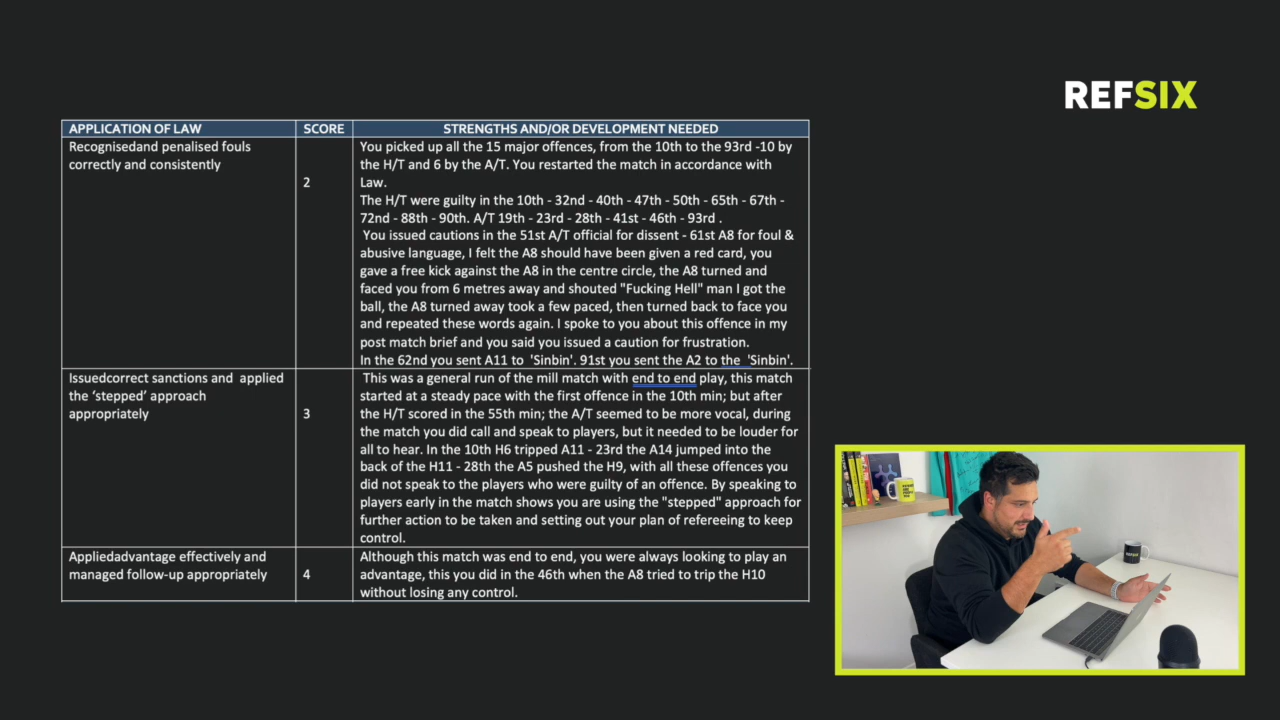 REFSIX
APPLICATION OF LAW
SCORE
STRENGTHS AND/OR DEVELOPMENT NEEDED
Recognisedand penalised fouls
correctly and consistently
2
You picked up all the 15 major offences, from the 10th to the 93rd -10 by
the H/T and 6 by the A/T. You restarted the match in accordance with
Law.
The H/T were guilty in the 10th - 32nd - 40th - 47th - 50th - 65th - 67th -
72nd - 88th - 90th. A/T 19th - 23rd - 28th - 41st - 46th - 93rd .
You issued cautions in the 51st A/T official for dissent - 61st A8 for foul &
abusive language, I felt the A8 should have been given a red card, you
gave a free kick against the A8 in the centre circle, the A8 turned and
faced you from 6 metres away and shouted "Fucking Hell" man I got the
ball, the A8 turned away took a few paced, then turned back to face you
and repeated these words again. I spoke to you about this offence in my
post match brief and you said you issued a caution for frustration.
In the 62nd you sent A11 to 'Sinbin'. 91st you sent the A2 to the 'Sinbin'.
Issuedcorrect sanctions and applied
the ‘stepped’ approach
appropriately
3
This was a general run of the mill match with end to end play, this match
started at a steady pace with the first offence in the 10th min; but after
the H/T scored in the 55th min; the A/T seemed to be more vocal, during
the match you did call and speak to players, but it needed to be louder for
all to hear. In the 10th H6 tripped A11 - 23rd the A14 jumped into the
back of the H11 - 28th the A5 pushed the H9, with all these offences you
did not speak to the players who were guilty of an offence. By speaking to
players early in the match shows you are using the "stepped" approach for
further action to be taken and setting out your plan of refereeing to keep
control.
Appliedadvantage effectively and
managed follow-up appropriately
4
Although this match was end to end, you were always looking to play an
advantage, this you did in the 46th when the A8 tried to trip the H10
without losing any control.
REFSIX